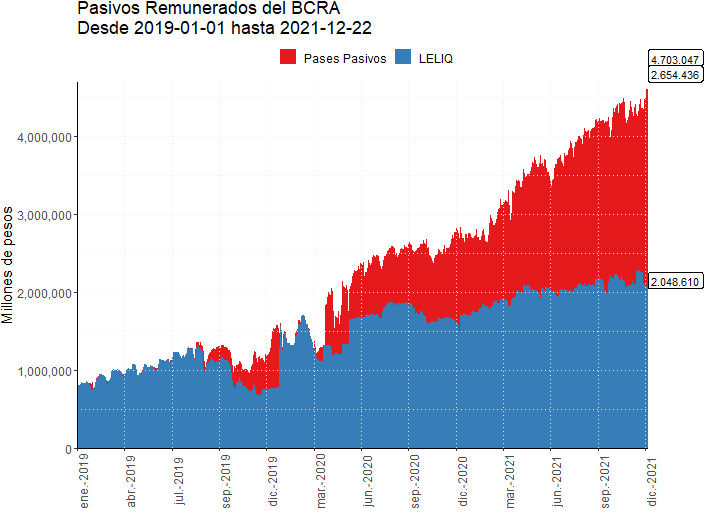 Pasivos Remunerados del BCRA
Desde 2019-01-01 hasta 2021-12-22
Pases Pasivos
LELIQ
4.703.047
2.654.436
2.048.610
Millones de pesos
4,000,000
3,000,000
2,000,000
1,000,000
0
ene.-2019
abr.-2019
jul.-2019
sep.-2019
dic.-2019
mar.-2020
jun.-2020
sep.-2020
dic.-2020
mar.-2021
jun.-2021
sep.-2021
dic.-2021